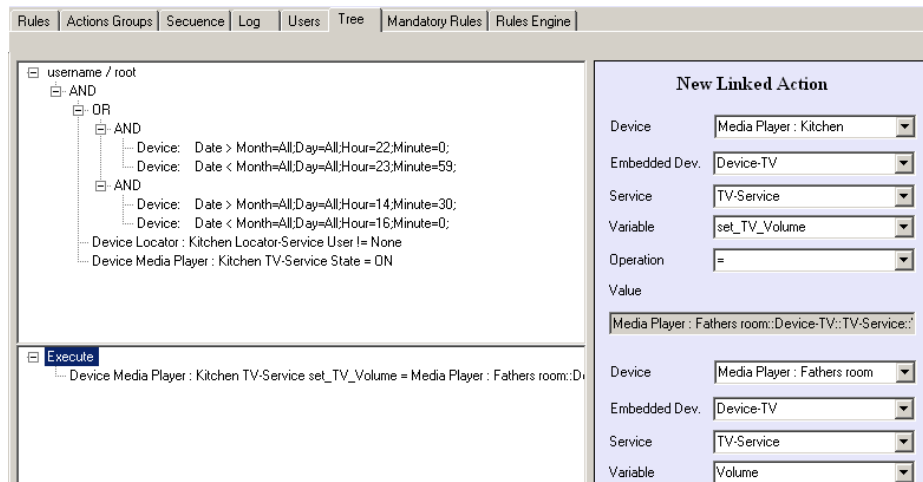 Rules Actions Groups Secuence Log Users Tree Mandatory Rules Rules Engine
username / root
AND
OR
AND
Device: Date > Month=All;Day=All;Hour=22;Minute=0;
Device: Date < Month=All;Day=All;Hour=23;Minute=59;
AND
Device: Date > Month=All;Day=All;Hour=14;Minute=30;
Device: Date < Month=All;Day=All;Hour=16;Minute=0;
Device Locator : Kitchen Locator-Service User != None
Device Media Player : Kitchen TV-Service State = ON
Execute
Device Media Player : Kitchen TV-Service set_TV_Volume = Media Player : Fathers room::D
New Linked Action
Device Media Player : Kitchen
Embedded Dev. Device-TV
Service TV-Service
Variable set_TV_Volume
Operation =
Value
Media Player : Fathers room::Device-TV::TV-Service::
Device Media Player : Fathers room
Embedded Dev. Device-TV
Service TV-Service
Variable Volume